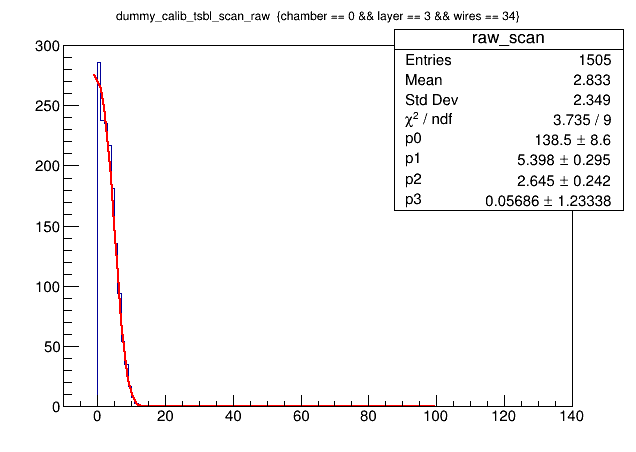 dummy_calib_tsbl_scan_raw {chamber == 0 && layer == 3 && wires == 34}
raw_scan
Entries 1505
Mean 2.833
Std Dev 2.349
χ² / ndf 3.735 / 9
p0 138.5 ± 8.6
p1 5.398 ± 0.295
p2 2.645 ± 0.242
p3 0.05686 ± 1.23338
300
250
200
150
100
50
0
0 20 40 60 80 100 120 140